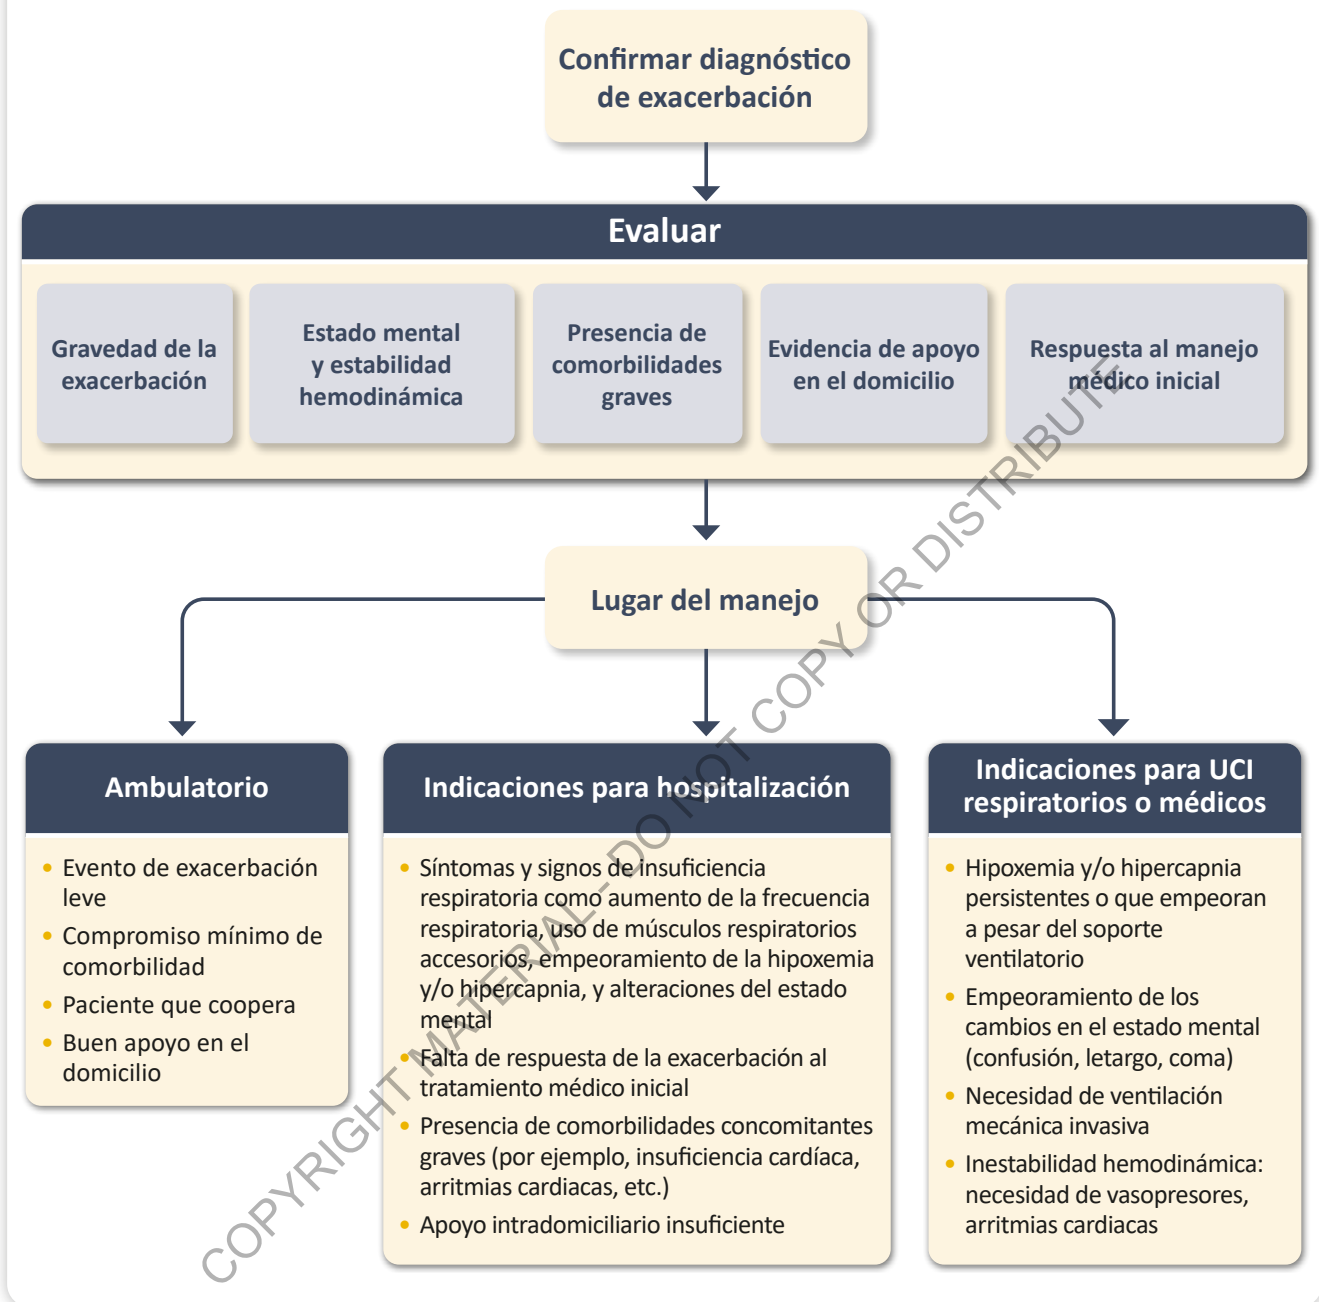 Confirmar diagnóstico
de exacerbación
Evaluar
Gravedad de la
exacerbación
Estado mental
y estabilidad
hemodinámica
Presencia de
comorbilidades
graves
Evidencia de apoyo
en el domicilio
Respuesta al manejo
médico inicial
Lugar del manejo
Ambulatorio
• Evento de exacerbación
leve
• Compromiso mínimo de
comorbilidad
• Paciente que coopera
• Buen apoyo en el
domicilio
Indicaciones para hospitalización
• Síntomas y signos de insuficiencia
respiratoria como aumento de la frecuencia
respiratoria, uso de músculos respiratorios
accesorios, empeoramiento de la hipoxemia
y/o hipercapnia, y alteraciones del estado
mental
• Falta de respuesta de la exacerbación al
tratamiento médico inicial
• Presencia de comorbilidades concomitantes
graves (por ejemplo, insuficiencia cardíaca,
arritmias cardiacas, etc.)
• Apoyo intradomiciliario insuficiente
Indicaciones para UCI
respiratorios o médicos
• Hipoxemia y/o hipercapnia
persistentes o que empeoran
a pesar del soporte
ventilatorio
• Empeoramiento de los
cambios en el estado mental
(confusión, letargo, coma)
• Necesidad de ventilación
mecánica invasiva
• Inestabilidad hemodinámica:
necesidad de vasopresores,
arritmias cardiacas
COPYRIGHT MATERIAL - DO NOT COPY OR DISTRIBUTE